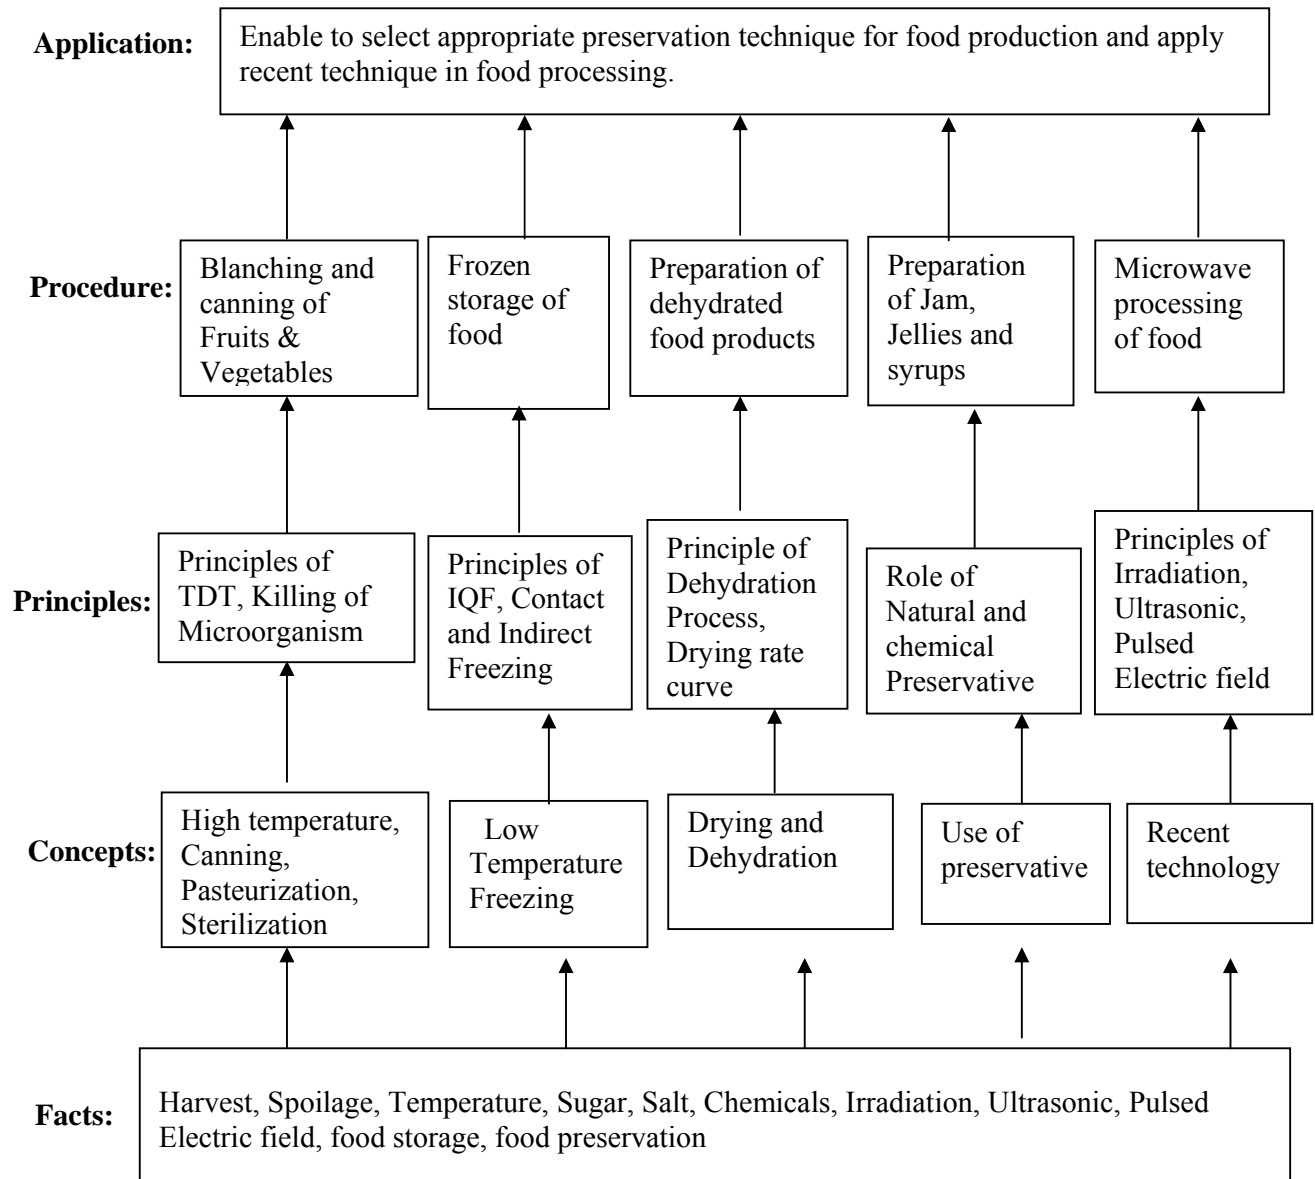 Application:
Enable to select appropriate preservation technique for food production and apply
recent technique in food processing.
Procedure:
Blanching and
canning of
Fruits &
Vegetables
Frozen
storage of
food
Preparation of
dehydrated
food products
Preparation
of Jam,
Jellies and
syrups
Microwave
processing
of food
Principles:
Principles of
TDT, Killing of
Microorganism
Principles of
IQF, Contact
and Indirect
Freezing
Principle of
Dehydration
Process,
Drying rate
curve
Role of
Natural and
chemical
Preservative
Principles of
Irradiation,
Ultrasonic,
Pulsed
Electric field
Concepts:
High temperature,
Canning,
Pasteurization,
Sterilization
Low
Temperature
Freezing
Drying and
Dehydration
Use of
preservative
Recent
technology
Facts:
Harvest, Spoilage, Temperature, Sugar, Salt, Chemicals, Irradiation, Ultrasonic, Pulsed
Electric field, food storage, food preservation